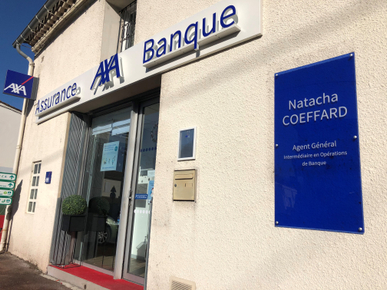 Assurance
AXA
Banque
AXA
Natacha
COEFFARD
Agent Général
Intermédiaire en Opérations
de Banque